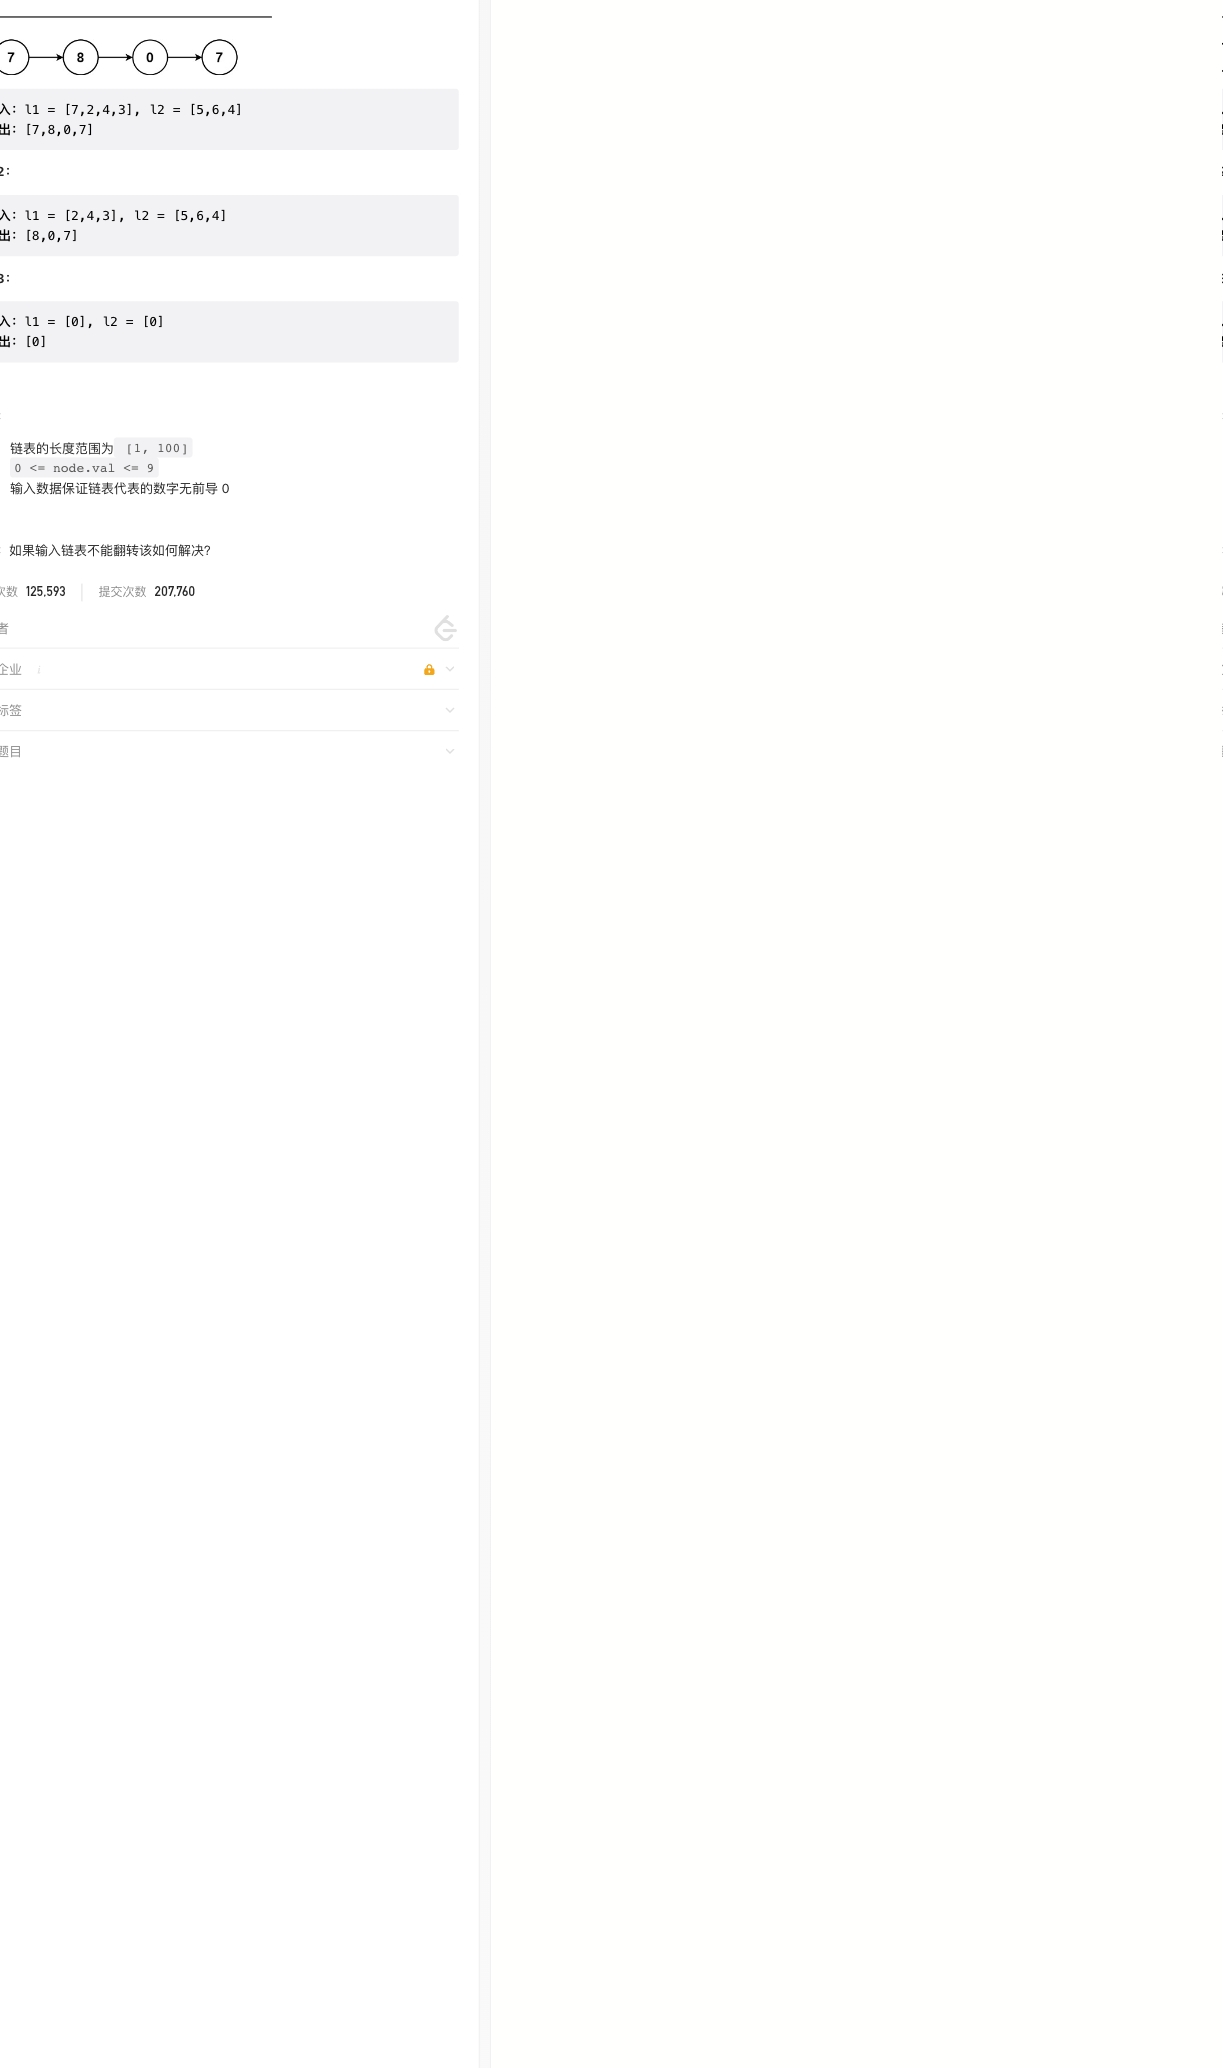 7 8 0 7
入: l1 = [7,2,4,3], l2 = [5,6,4]
出: [7,8,0,7]
2:
入: l1 = [2,4,3], l2 = [5,6,4]
出: [8,0,7]
3:
入: l1 = [0], l2 = [0]
出: [0]
链表的长度范围为 [1, 100]
0 <= node.val <= 9
输入数据保证链表代表的数字无前导 0
如果输入链表不能翻转该如何解决?
次数 125,593 提交次数 207,760
者
企业 i
标签
题目